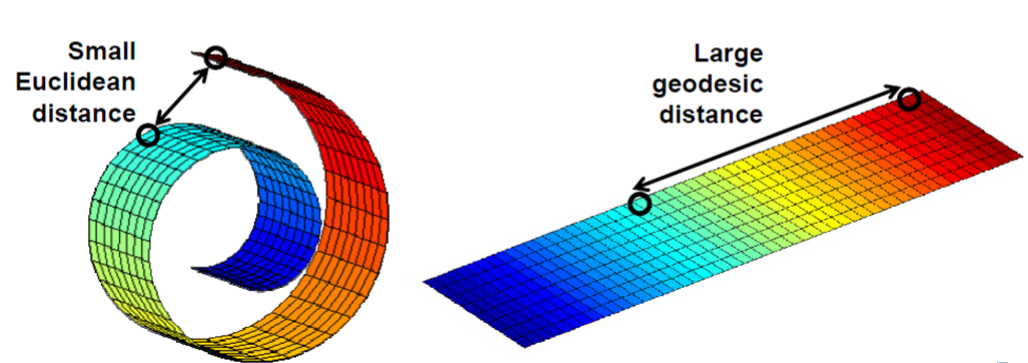 Small
Euclidean
distance
Large
geodesic
distance